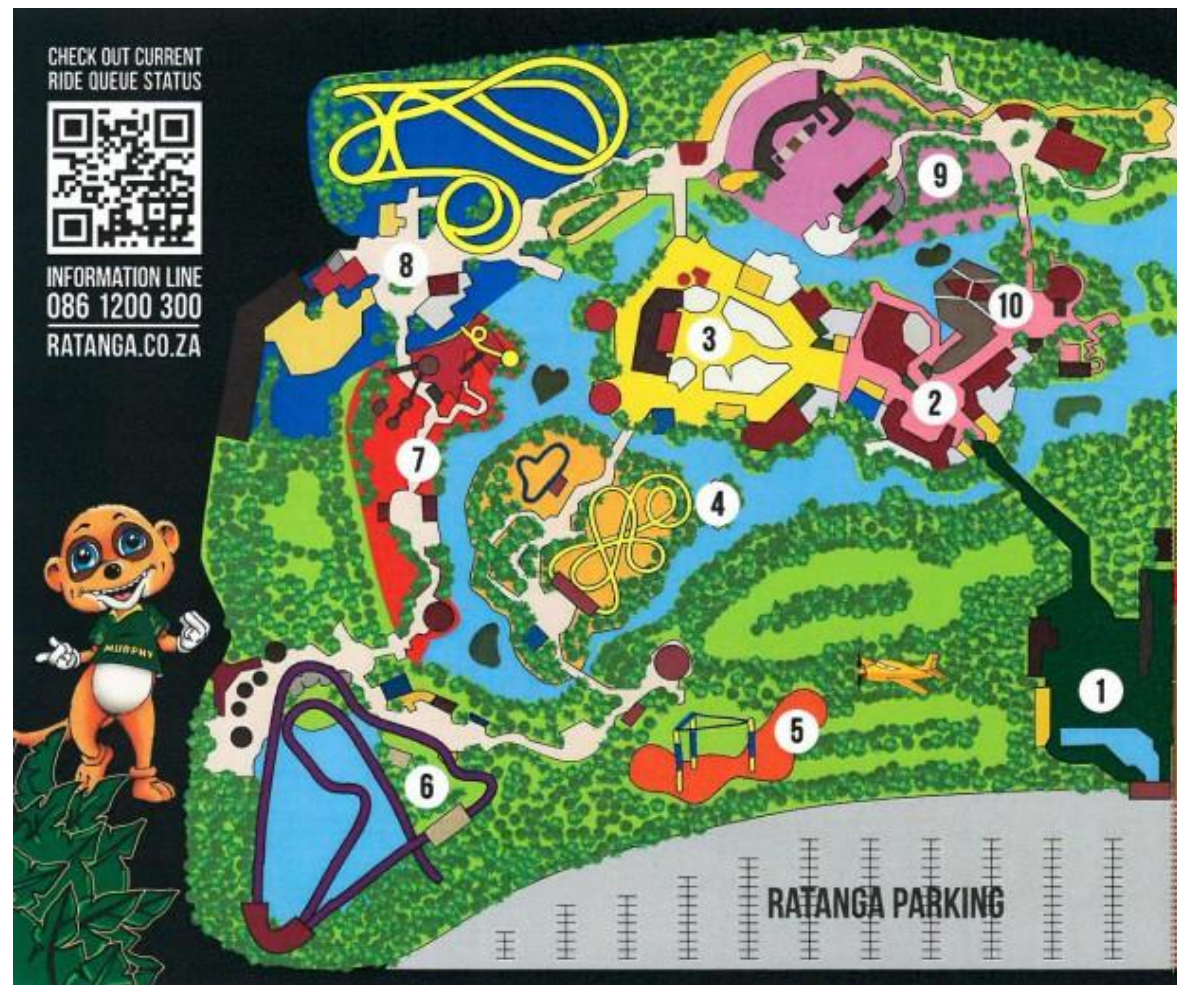 CHECK OUT CURRENT
RIDE QUEUE STATUS
INFORMATION LINE
086 1200 300
RATANGA.CO.ZA
9
8
10
3
2
7
4
MURPHY
1
5
6
RATANGA PARKING